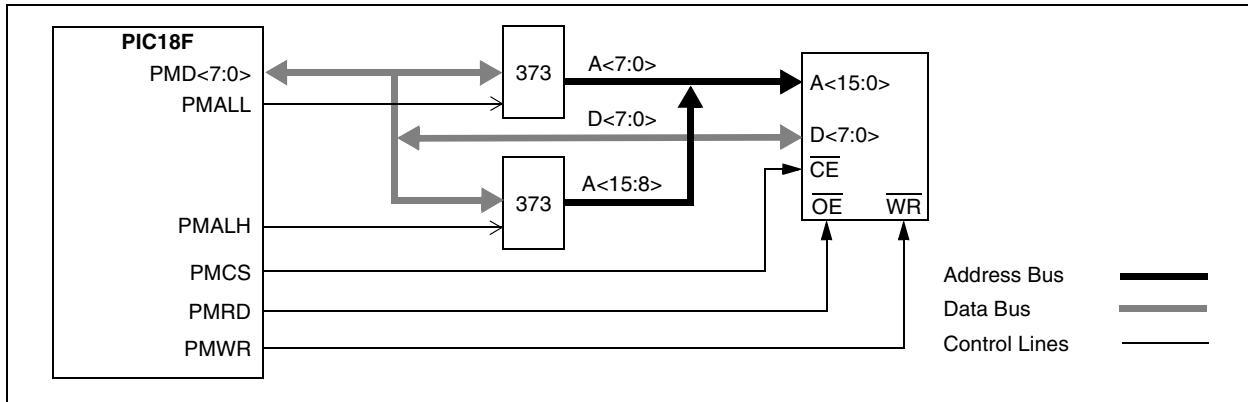 PIC18F
PMD<7:0>
PMALL
PMALH
PMCS
PMRD
PMWR
373
373
A<7:0>
D<7:0>
A<15:8>
A<15:0>
D<7:0>
CE
OE WR
Address Bus
Data Bus
Control Lines